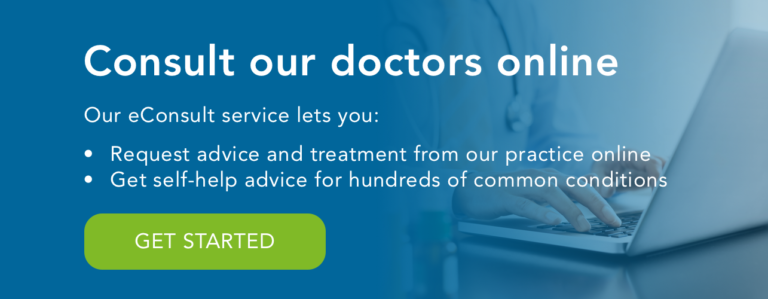 Consult our doctors online
Our eConsult service lets you:
• Request advice and treatment from our practice online
• Get self-help advice for hundreds of common conditions
GET STARTED